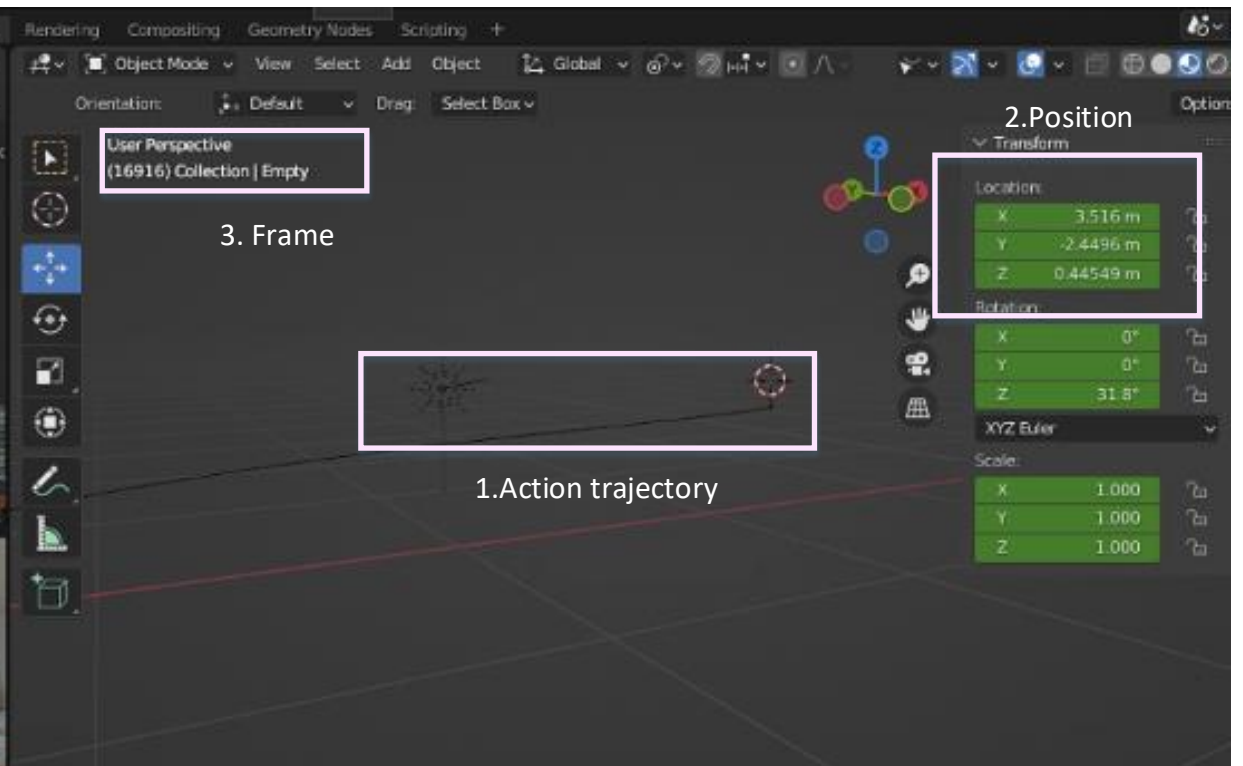 Rendering Compositing Geometry Nodes Scripting +
Object Mode View Select Add Object Global
Orientation: Default Drag: Select Box Options
2.Position
User Perspective
(16916) Collection | Empty
3. Frame
Z
Y
Transform
Location:
X 3.516 m
Y -2.4496 m
Z 0.44549 m
Rotation:
X 0°
Y 0°
Z 31.8°
XYZ Euler
Scale:
X 1.000
Y 1.000
Z 1.000
1.Action trajectory